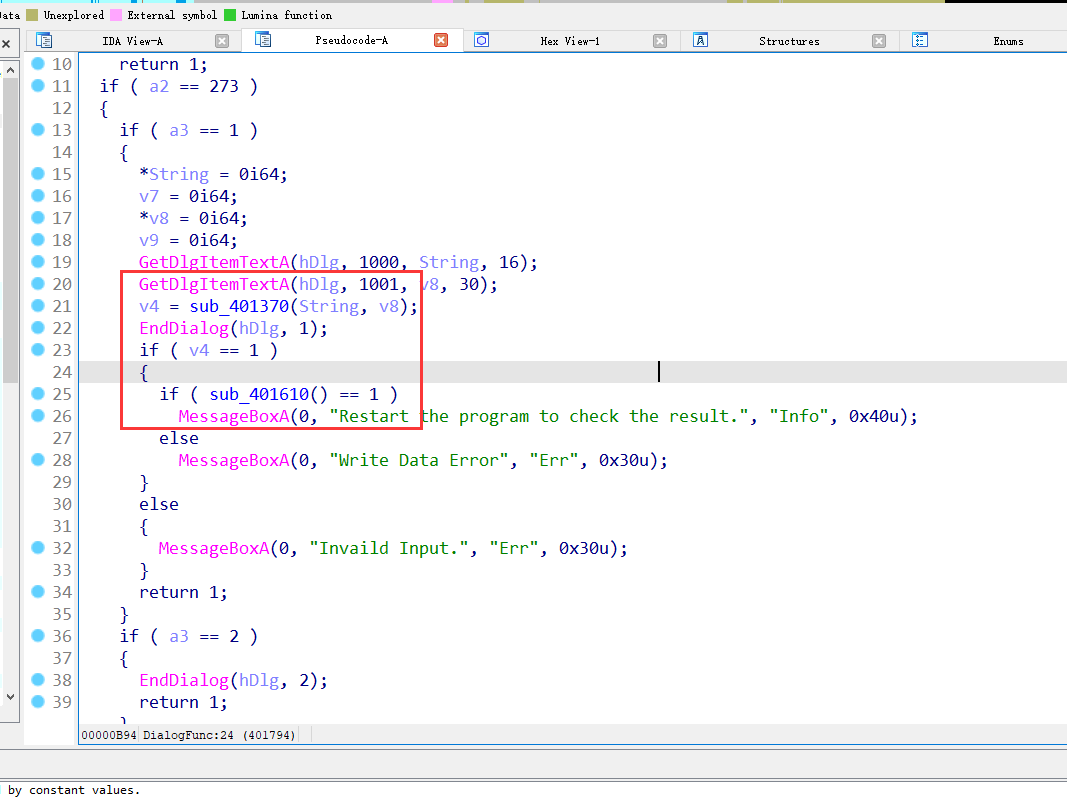 Data Unexplored External symbol Lumina function
IDA View-A Pseudocode-A Hex View-1 Structures Enums
10 return 1;
11 if ( a2 == 273 )
12 {
13 if ( a3 == 1 )
14 {
15 *String = 0i64;
16 v7 = 0i64;
17 *v8 = 0i64;
18 v9 = 0i64;
19 GetDlgItemTextA(hDlg, 1000, String, 16);
20 GetDlgItemTextA(hDlg, 1001, v8, 30);
21 v4 = sub_401370(String, v8);
22 EndDialog(hDlg, 1);
23 if ( v4 == 1 )
24 {
25 if ( sub_401610() == 1 )
26 MessageBoxA(0, "Restart the program to check the result.", "Info", 0x40u);
27 else
28 MessageBoxA(0, "Write Data Error", "Err", 0x30u);
29 }
30 else
31 {
32 MessageBoxA(0, "Invaild Input.", "Err", 0x30u);
33 }
34 return 1;
35 }
36 if ( a3 == 2 )
37 {
38 EndDialog(hDlg, 2);
39 return 1;
}
00000B94 DialogFunc:24 (401794)
by constant values.